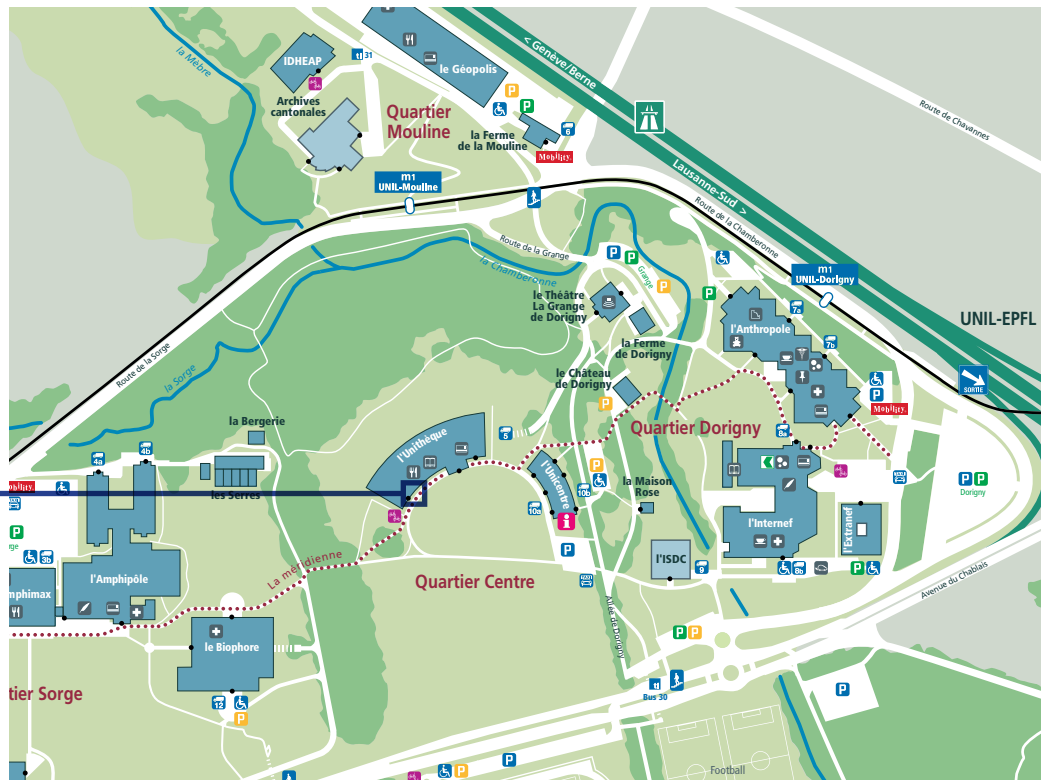 la Mèbre
IDHEAP
31
le Géopolis
< Genève/Berne
Route de Chavannes
P
Archives
cantonales
Quartier
Mouline
P
la Ferme
de la Mouline
6
Mobility
m1
UNIL-Mouline
Lausanne-Sud >
Route de la Chamberonne
Route de la Grange
la Chamberonne
P
P
Grange
P
P
m1
UNIL-Dorigny
le Théâtre
La Grange
de Dorigny
7a
l'Anthropole
UNIL-EPFL
la Ferme
de Dorigny
7b
Route de la Sorge
la Sorge
le Château
de Dorigny
SORTIE
P
P
Mobility
la Bergerie
l'Unithèque
5
Quartier Dorigny
8a
4a
4b
l'Unicentre
P
les Serres
Mobility
10b
la Maison
Rose
P
P
Dorigny
10a
i
l'Internef
l'Extranef
P
rge
3b
La méridienne
P
l'ISDC
9
8b
P
l'Amphipôle
mphimax
Quartier Centre
TAXI
Avenue du Chablais
Allée de Dorigny
P
P
le Biophore
tier Sorge
Bus 30
P
12
P
P
P
P
Football